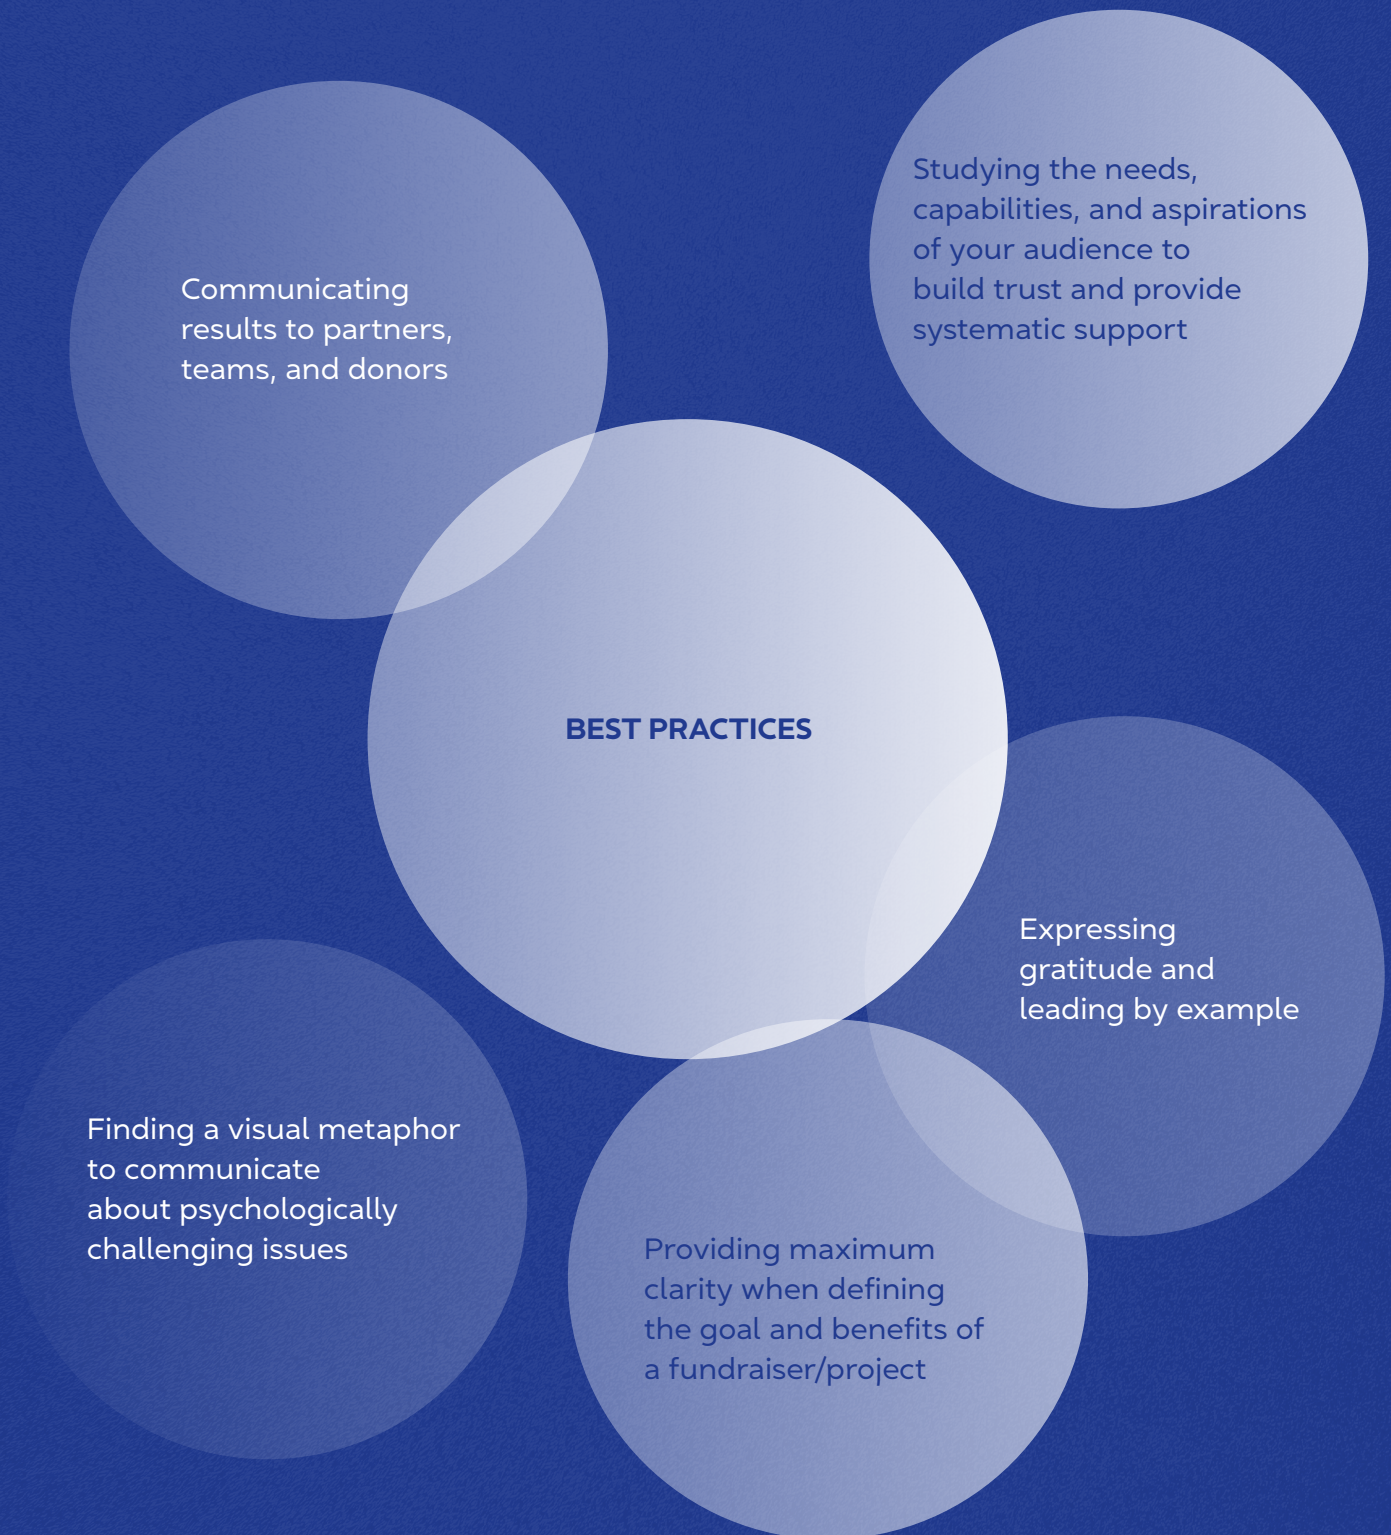 Studying the needs,
capabilities, and aspirations
of your audience to
build trust and provide
systematic support
Communicating
results to partners,
teams, and donors
BEST PRACTICES
Expressing
gratitude and
leading by example
Finding a visual metaphor
to communicate
about psychologically
challenging issues
Providing maximum
clarity when defining
the goal and benefits of
a fundraiser/project